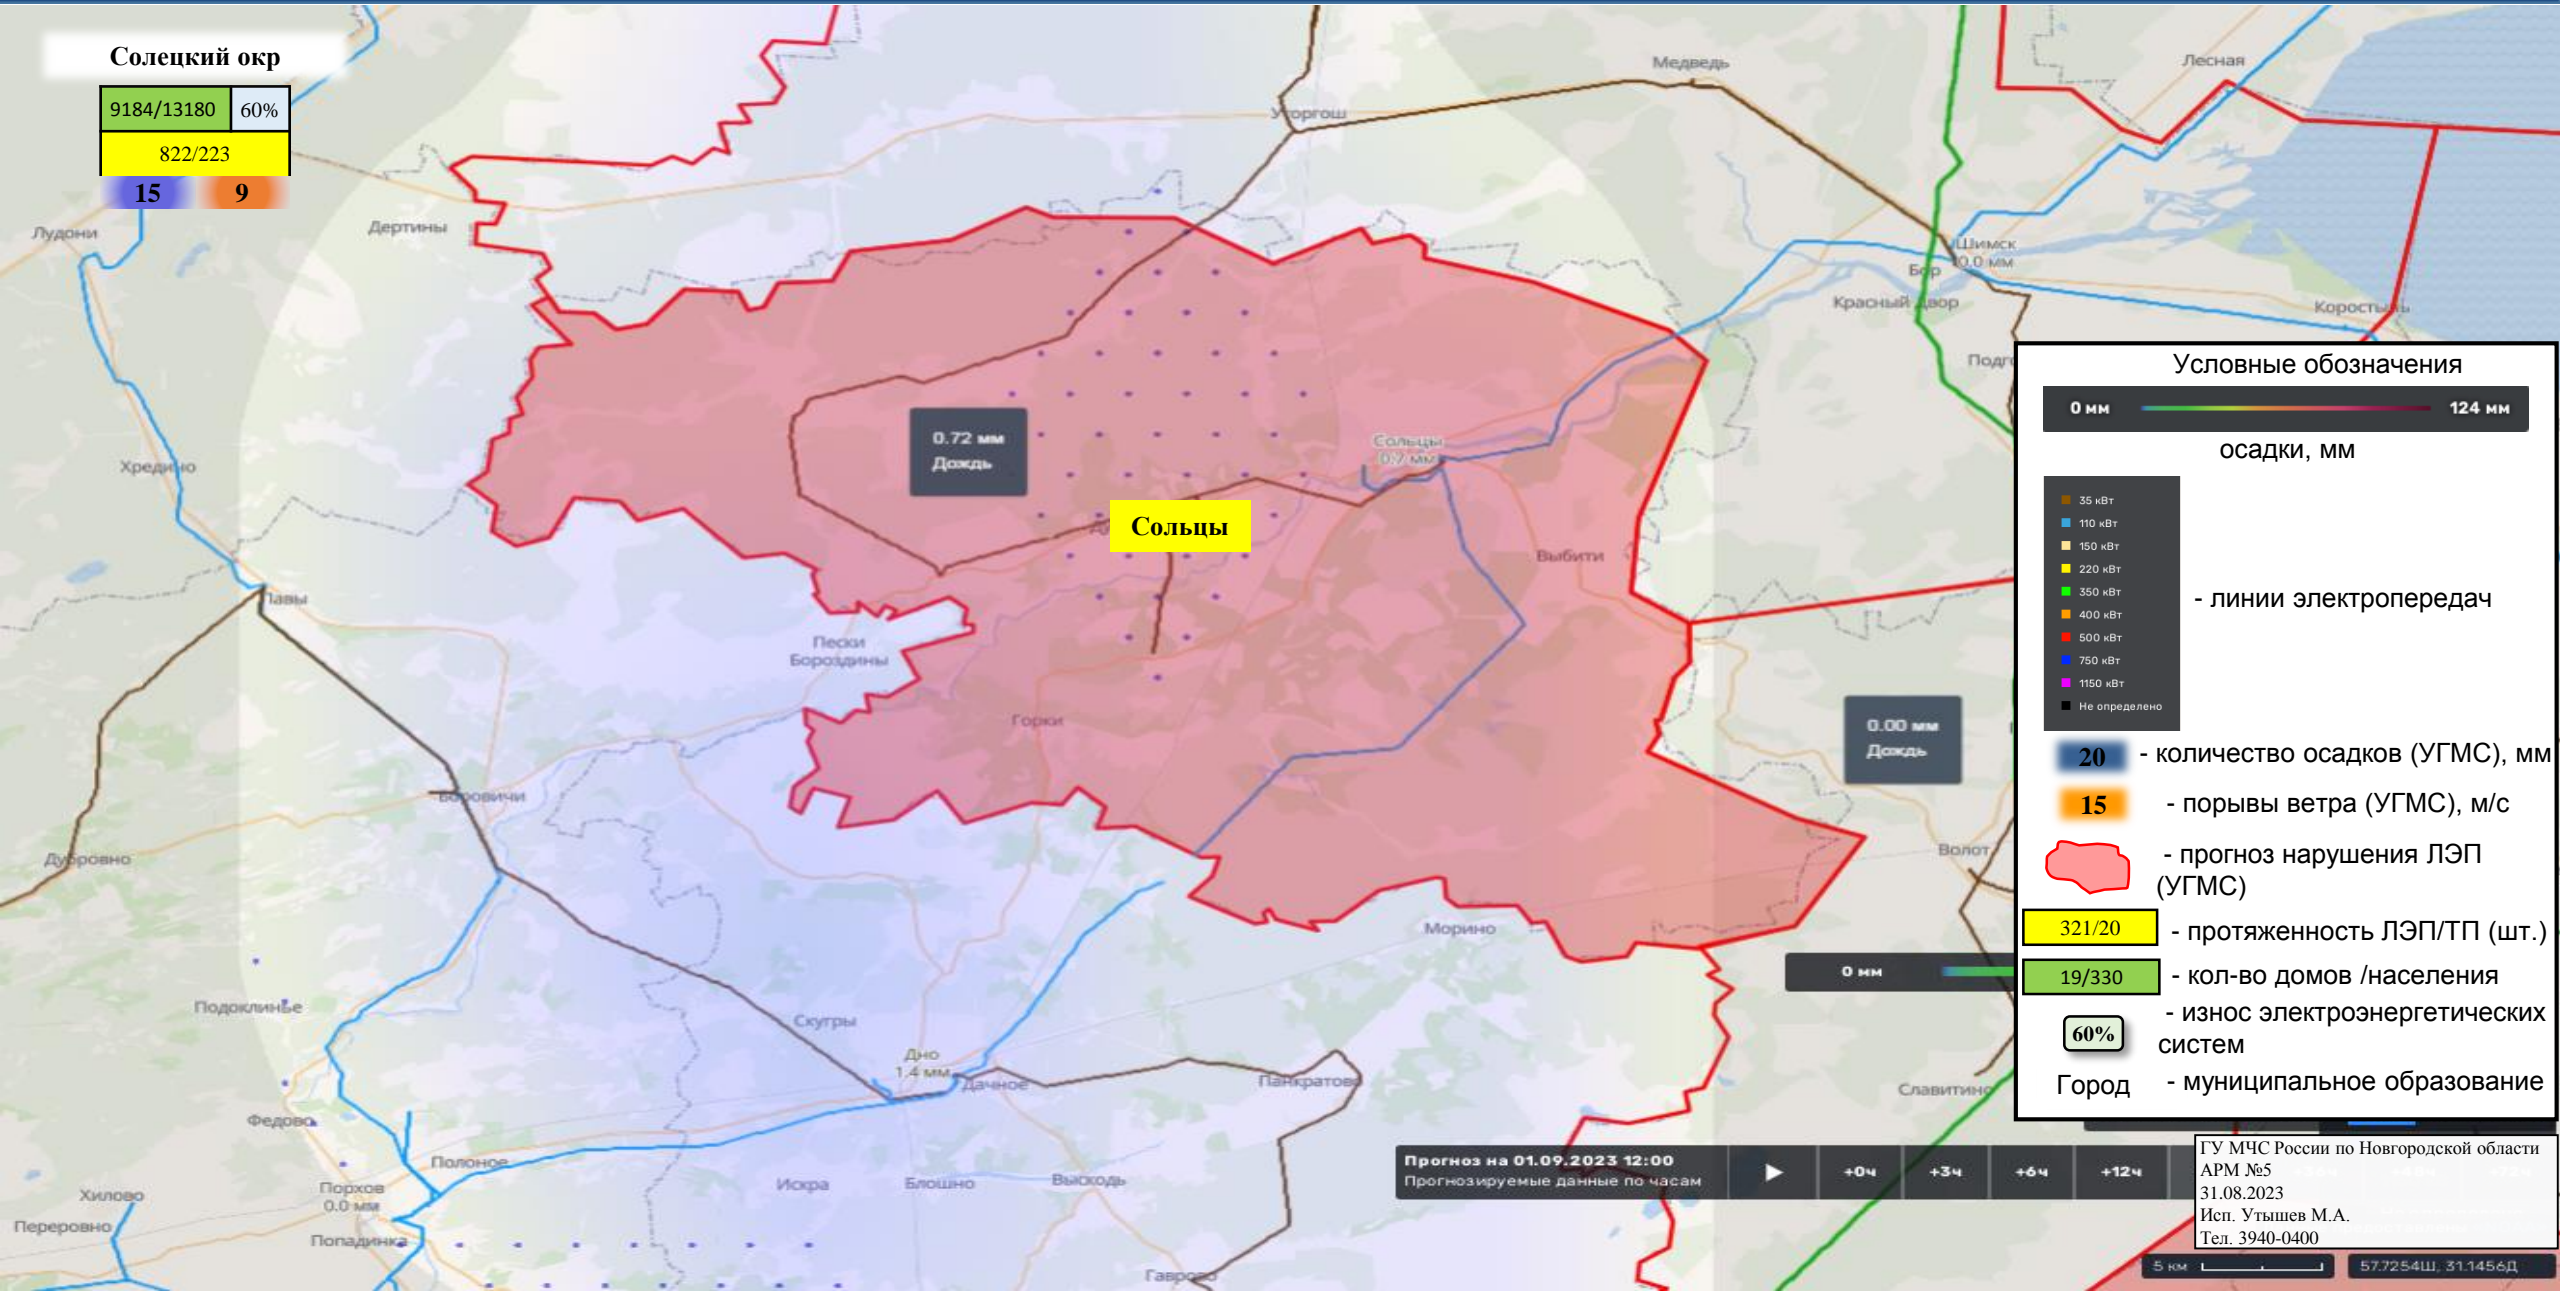 Солецкий окр
9184/13180 60%
822/223
15 9
Медведь
Лесная
Уторгош
Дертины
Лудони
Шимск
0.0 мм
Бор
Красный Двор
Коростынь
Хредино
0.72 мм
Дождь
Сольцы
0.7 мм
Сольцы
Выбити
Павы
Пески
Бороздины
Горки
0.00 мм
Дождь
Боровичи
Дубровно
Волот
Морино
0 мм
Подоклинье
Скугры
Дно
1.4 мм
Дачное
Панкратово
Славитино
Федово
Полоное
Искра
Блошно
Высокодь
Хилово
Порхов
0.0 мм
Переровно
Попадинка
Гаврово
Условные обозначения
0 мм 124 мм
осадки, мм
35 кВт
110 кВт
150 кВт
220 кВт
350 кВт
400 кВт
500 кВт
750 кВт
1150 кВт
Не определено
- линии электропередач
20 - количество осадков (УГМС), мм
15 - порывы ветра (УГМС), м/с
- прогноз нарушения ЛЭП
(УГМС)
321/20 - протяженность ЛЭП/ТП (шт.)
19/330 - кол-во домов /населения
- износ электроэнергетических
60% систем
Город - муниципальное образование
Прогноз на 01.09.2023 12:00
Прогнозируемые данные по часам
+0ч +3ч +6ч +12ч
ГУ МЧС России по Новгородской области
АРМ №5
31.08.2023
Исп. Утышев М.А.
Тел. 3940-0400
5 км
57.7254Ш, 31.1456Д